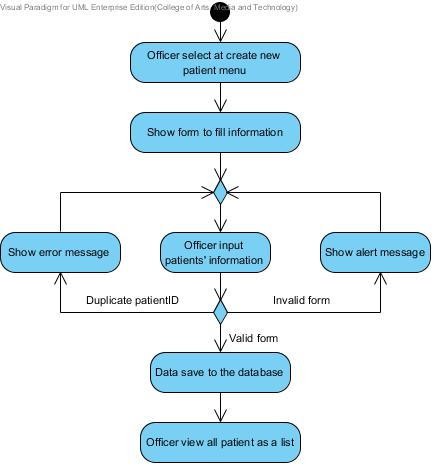 Visual Paradigm for UML Enterprise Edition(College of Arts, Media and Technology)
Officer select at create new
patient menu
Show form to fill information
Show error message
Officer input
patients' information
Show alert message
Duplicate patientID
Invalid form
Valid form
Data save to the database
Officer view all patient as a list